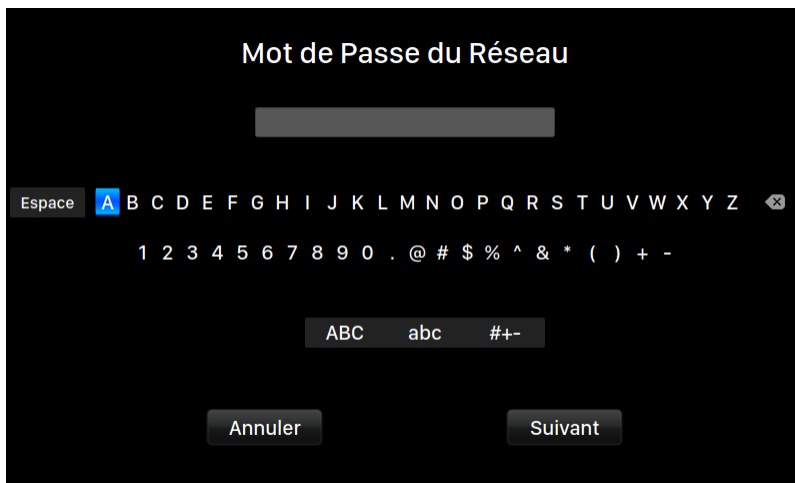 Mot de Passe du Réseau
Espace A B C D E F G H I J K L M N O P Q R S T U V W X Y Z
1 2 3 4 5 6 7 8 9 0 . @ # $ % ^ & * ( ) + -
ABC abc #+-
Annuler Suivant